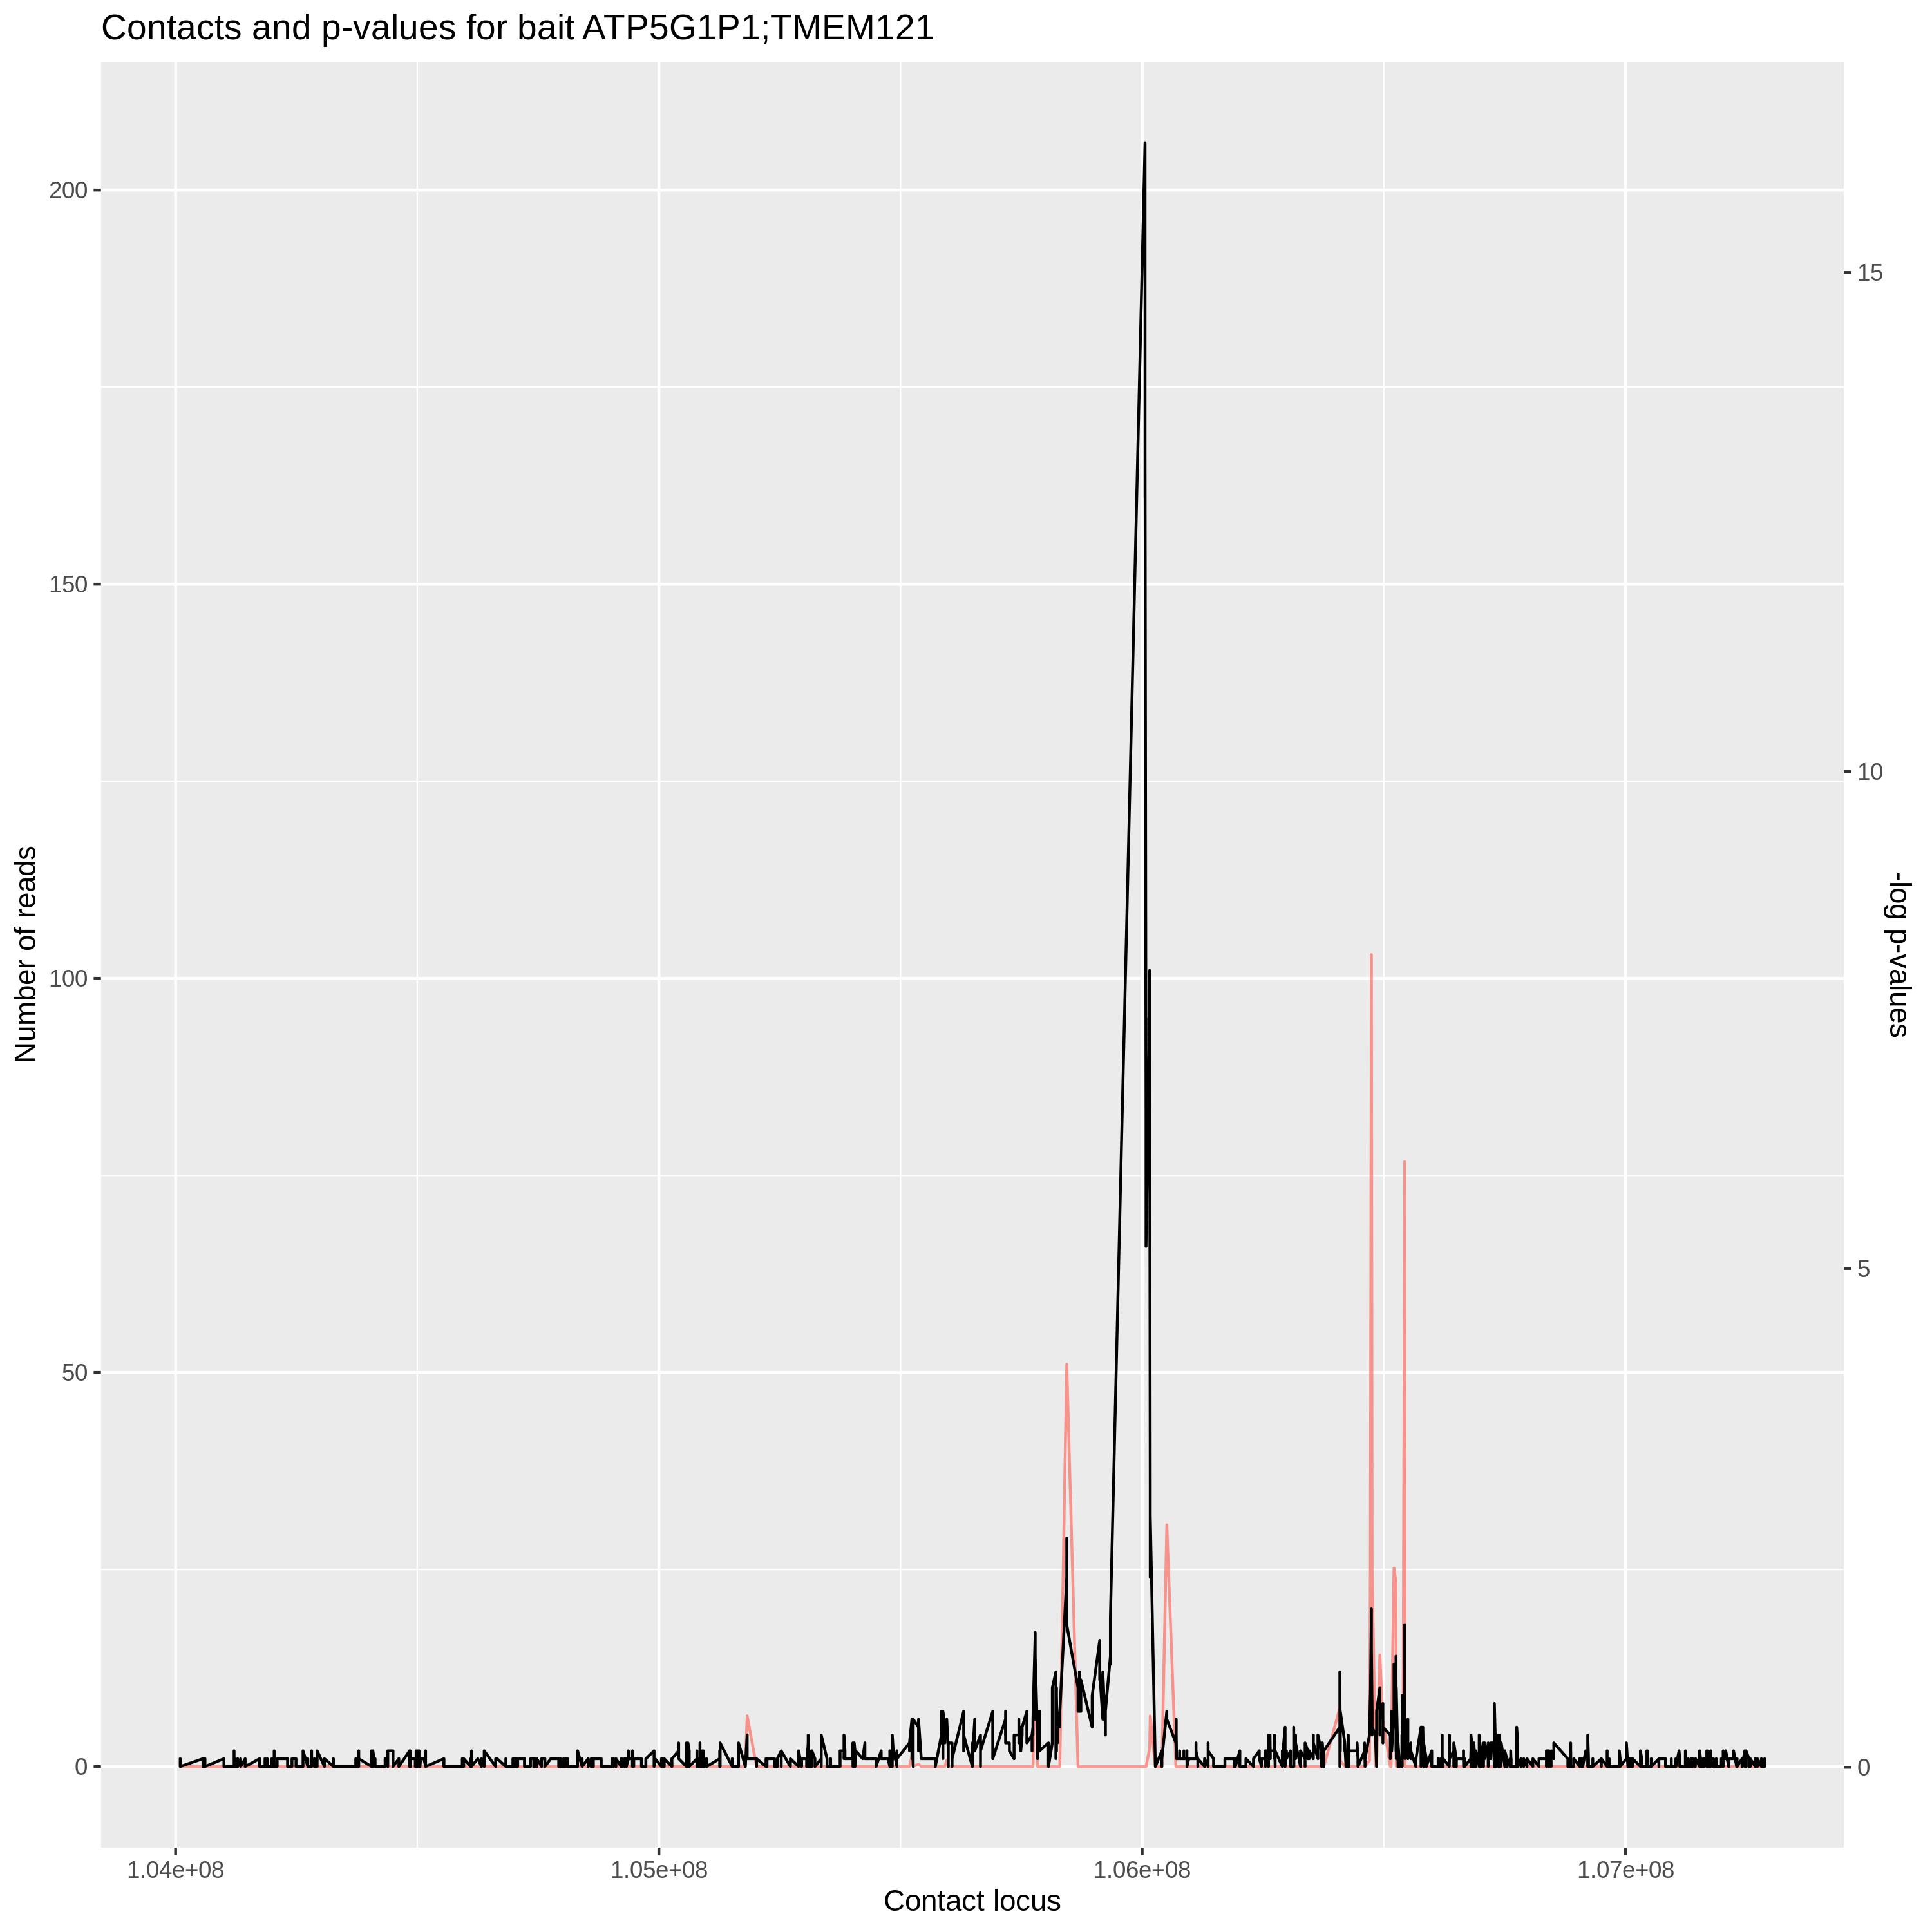 Contacts and p-values for bait ATP5G1P1;TMEM121
200
150
100
50
0
Number of reads
15
10
5
0
-log p-values
1.04e+08
1.05e+08
1.06e+08
1.07e+08
Contact locus